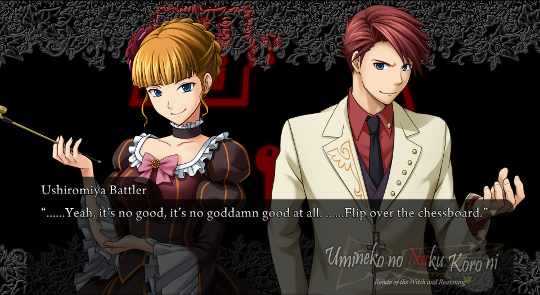 Ushiromiya Battler
"......Yeah, it's no good, it's no goddamn good at all. ......Flip over the chessboard."
Umineko no Naku Koro ni
Rondo of the Witch and Reasoning